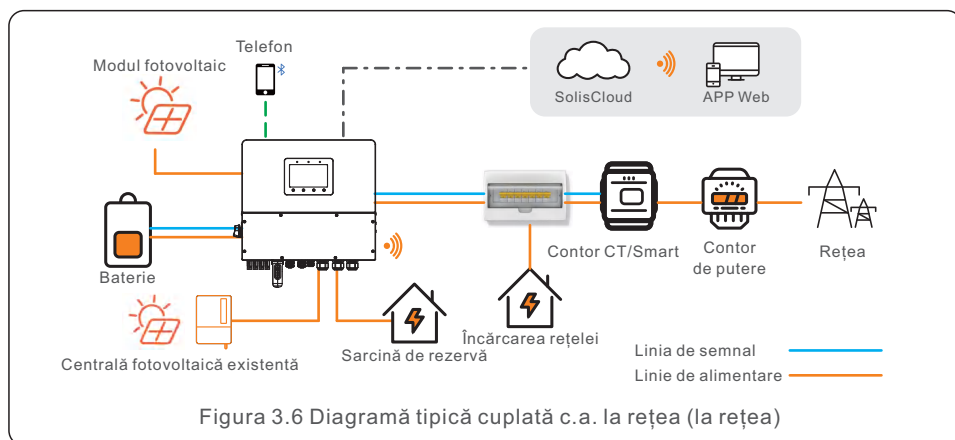 Telefon
Modul fotovoltaic
SolisCloud
APP Web
Baterie
Contor CT/Smart
Contor
de putere
Rețea
Centrală fotovoltaică existentă
Sarcină de rezervă
Încărcarea rețelei
Linia de semnal
Linie de alimentare
Figura 3.6 Diagramă tipică cuplată c.a. la rețea (la rețea)